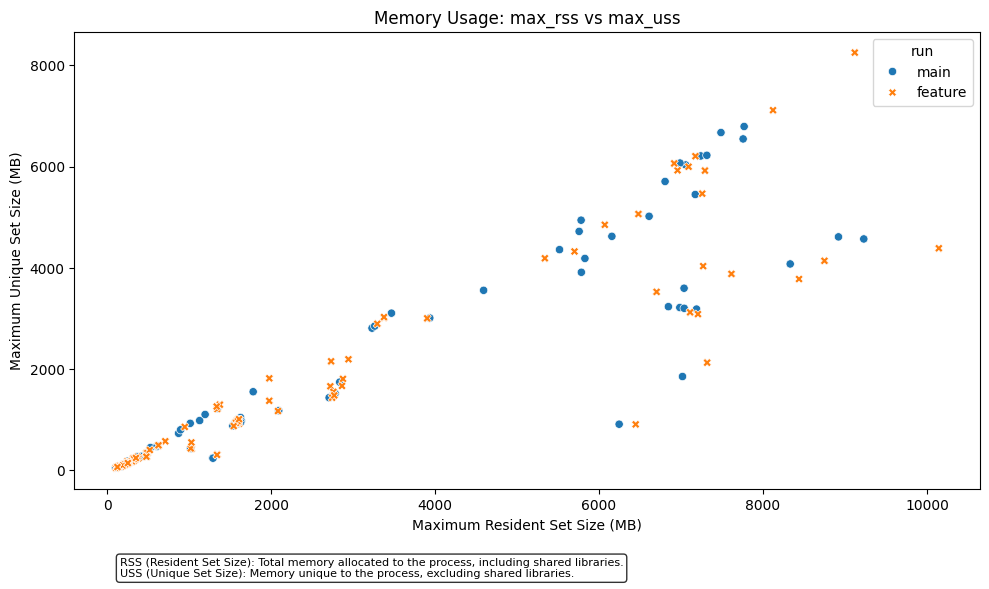 Memory Usage: max_rss vs max_uss
run
main
feature
Maximum Unique Set Size (MB)
8000
6000
4000
2000
0
0 2000 4000 6000 8000 10000
Maximum Resident Set Size (MB)
RSS (Resident Set Size): Total memory allocated to the process, including shared libraries.
USS (Unique Set Size): Memory unique to the process, excluding shared libraries.